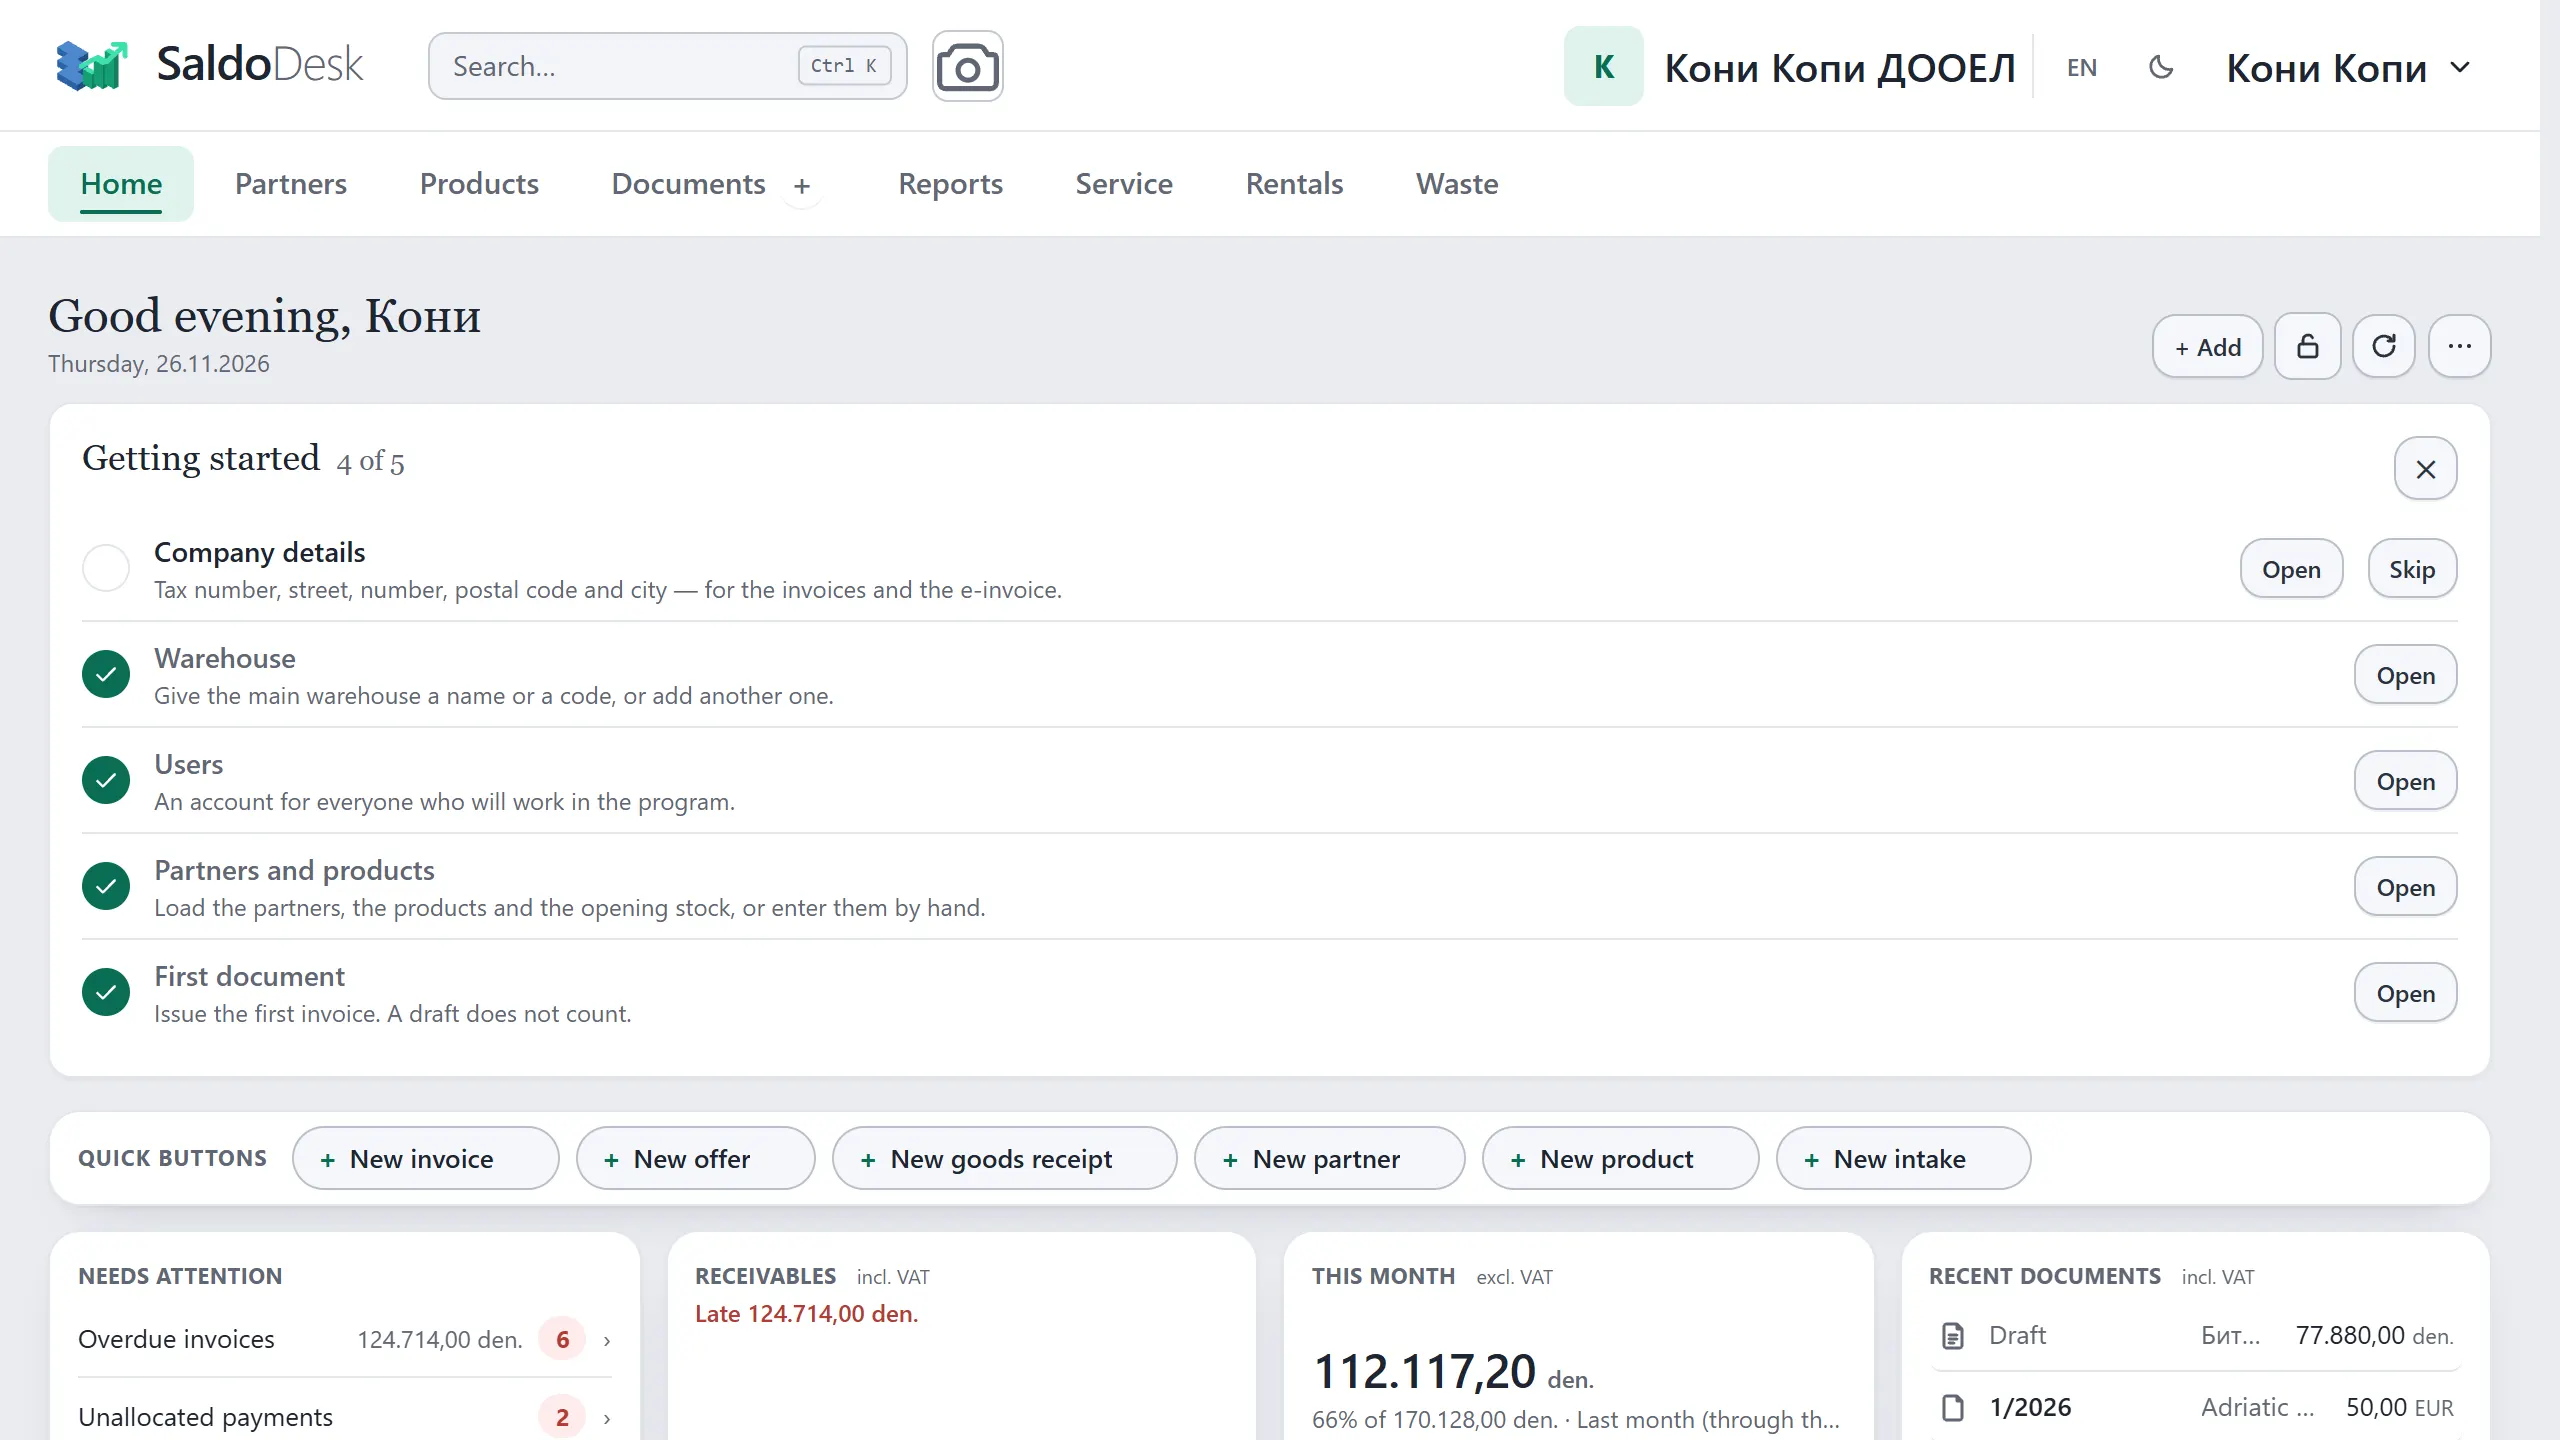 SaldoDesk
Search... Ctrl K
K Кони Копи ДООЕЛ EN Кони Копи
Home Partners Products Documents + Reports Service Rentals Waste
Good evening, Кони
Thursday, 26.11.2026
+ Add
Getting started 4 of 5
Company details
Tax number, street, number, postal code and city — for the invoices and the e-invoice.
Open Skip
Warehouse
Give the main warehouse a name or a code, or add another one.
Open
Users
An account for everyone who will work in the program.
Open
Partners and products
Load the partners, the products and the opening stock, or enter them by hand.
Open
First document
Issue the first invoice. A draft does not count.
Open
QUICK BUTTONS + New invoice + New offer + New goods receipt + New partner + New product + New intake
NEEDS ATTENTION
Overdue invoices 124.714,00 den. 6 ›
Unallocated payments 2 ›
RECEIVABLES incl. VAT
Late 124.714,00 den.
THIS MONTH excl. VAT
112.117,20 den.
66% of 170.128,00 den. · Last month (through th...
RECENT DOCUMENTS incl. VAT
Draft Бит... 77.880,00 den.
1/2026 Adriatic ... 50,00 EUR